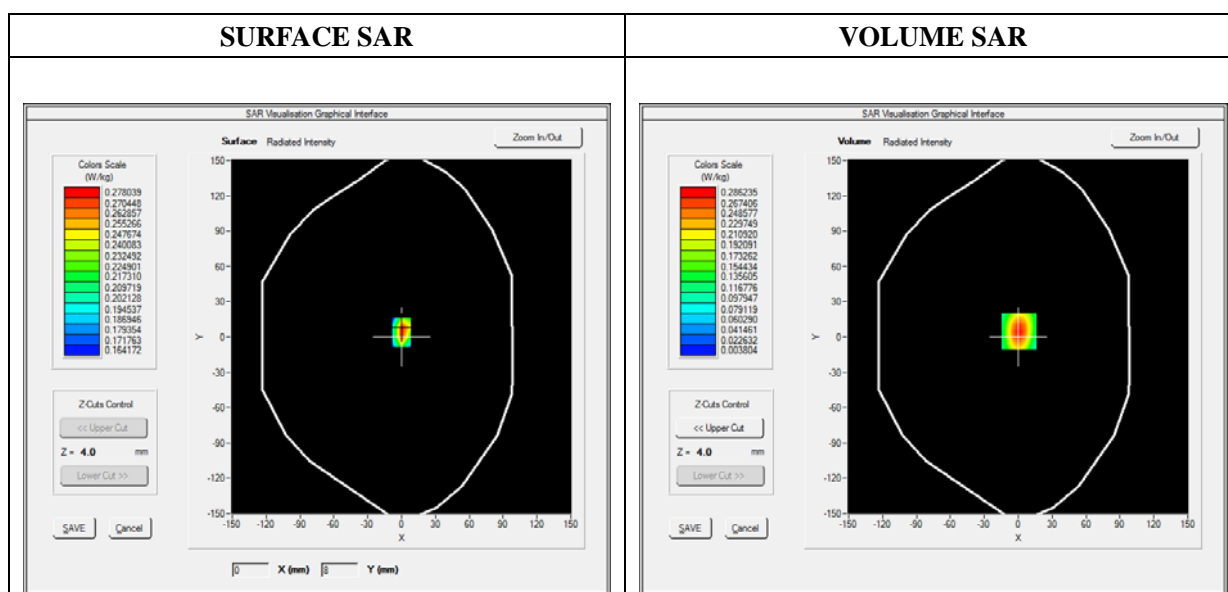 SURFACE SAR
VOLUME SAR
SAR Visualisation Graphical Interface
Surface Radiated Intensity
Zoom In/Out
Colors Scale
(W/kg)
0.278039
0.270448
0.262857
0.255266
0.247674
0.240083
0.232492
0.224901
0.217310
0.209719
0.202128
0.194537
0.186946
0.179354
0.171763
0.164172
150
120
90
60
30
0
-30
-60
-90
-120
-150
Y
-150 -120 -90 -60 -30 0 30 60 90 120 150
X
Z-Cuts Control
<< Upper Cut
Z = 4.0 mm
Lower Cut >>
SAVE Cancel
0 X (mm) 8 Y (mm)
SAR Visualisation Graphical Interface
Volume Radiated Intensity
Zoom In/Out
Colors Scale
(W/kg)
0.286235
0.267406
0.248577
0.229749
0.210920
0.192091
0.173262
0.154434
0.135605
0.116776
0.097947
0.079119
0.060290
0.041461
0.022632
0.003804
150
120
90
60
30
0
-30
-60
-90
-120
-150
Y
-150 -120 -90 -60 -30 0 30 60 90 120 150
X
Z-Cuts Control
<< Upper Cut
Z = 4.0 mm
Lower Cut >>
SAVE Cancel